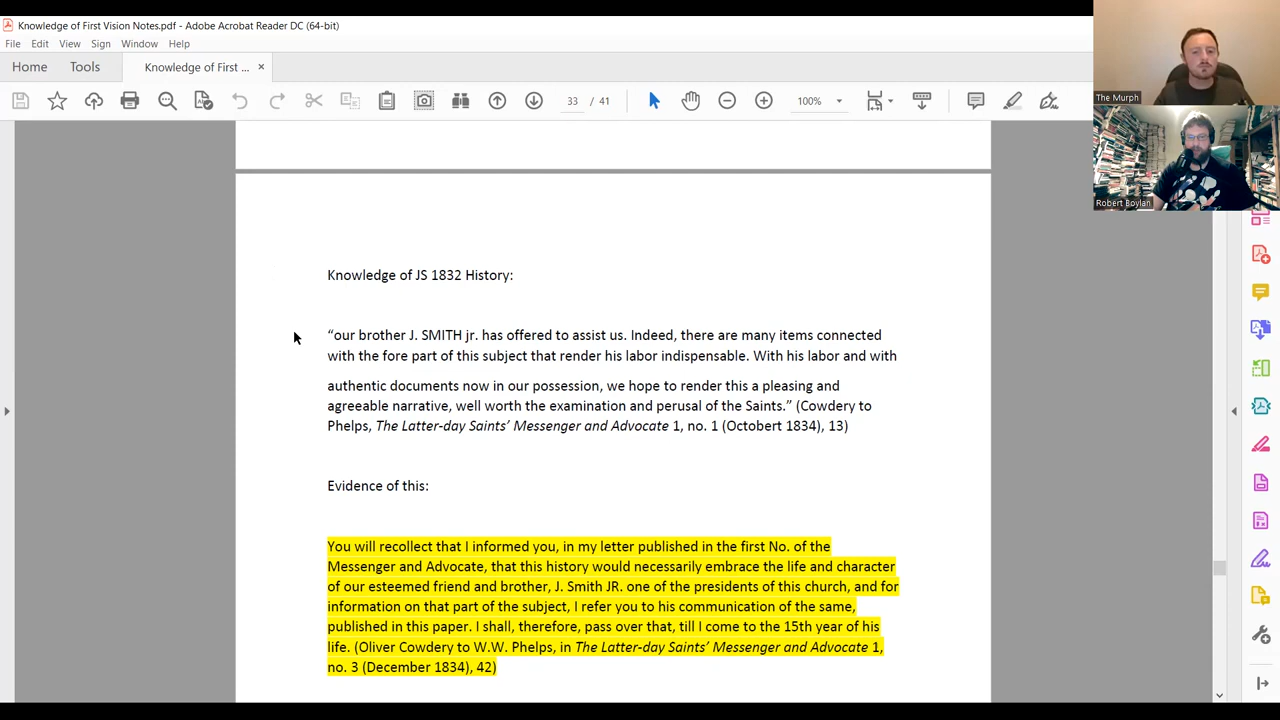 Knowledge of First Vision Notes.pdf - Adobe Acrobat Reader DC (64-bit)
File Edit View Sign Window Help
Home Tools Knowledge of First ... ×
33 / 41 100%
The Murph
Robert Boylan
Knowledge of JS 1832 History:
“our brother J. SMITH jr. has offered to assist us. Indeed, there are many items connected
with the fore part of this subject that render his labor indispensable. With his labor and with
authentic documents now in our possession, we hope to render this a pleasing and
agreeable narrative, well worth the examination and perusal of the Saints.” (Cowdery to
Phelps, The Latter-day Saints’ Messenger and Advocate 1, no. 1 (Octobert 1834), 13)
Evidence of this:
You will recollect that I informed you, in my letter published in the first No. of the
Messenger and Advocate, that this history would necessarily embrace the life and character
of our esteemed friend and brother, J. Smith JR. one of the presidents of this church, and for
information on that part of the subject, I refer you to his communication of the same,
published in this paper. I shall, therefore, pass over that, till I come to the 15th year of his
life. (Oliver Cowdery to W.W. Phelps, in The Latter-day Saints’ Messenger and Advocate 1,
no. 3 (December 1834), 42)